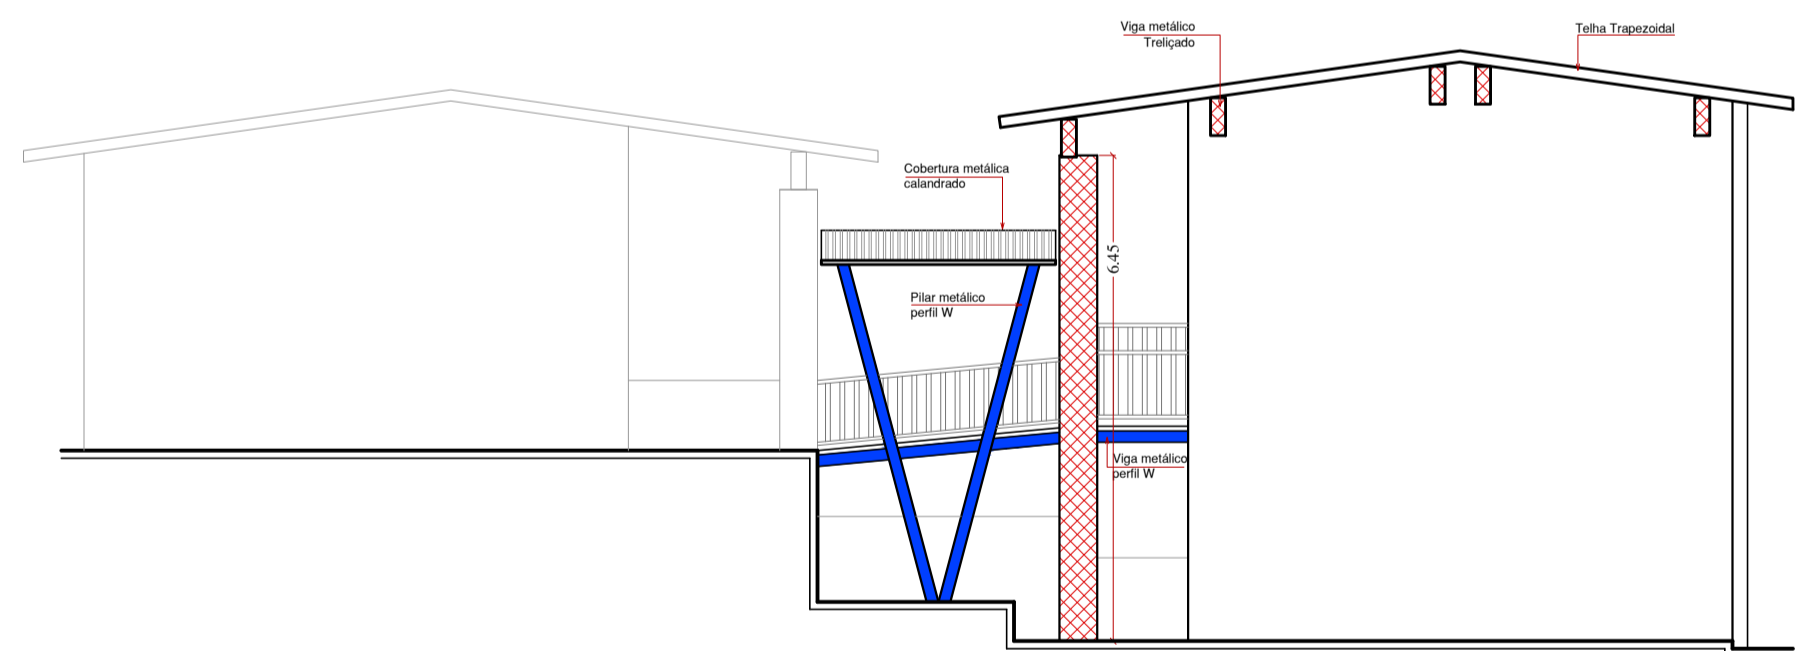 Viga metálico
Treliçado
Telha Trapezoidal
Cobertura metálica
calandrado
6.45
Pilar metálico
perfil W
Viga metálico
perfil W